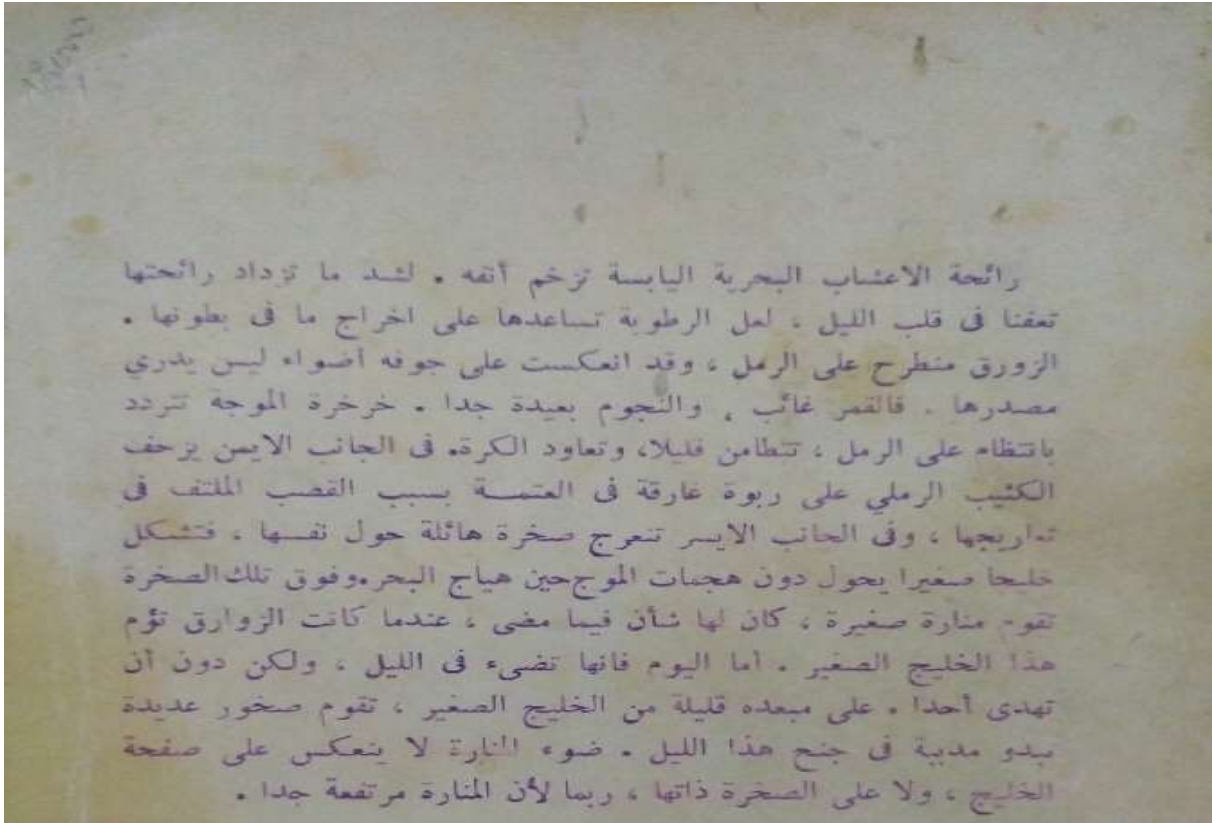 رائحة الاعشاب البحرية اليابسة تزخم أنفه . لشد ما تزداد رائحتها
تعفنا فى قلب الليل ، لعل الرطوبة تساعدها على اخراج ما فى بطونها .
الزورق منطرح على الرمل ، وقد انعكست على جوفه أضواء ليس يدري
مصدرها . فالقمر غائب ، والنجوم بعيدة جدا . خرخرة الموجة تتردد
بانتظام على الرمل ، تتطامن قليلا، وتعاود الكرة. فى الجانب الايمن يزحف
الكثيب الرملي على ربوة غارقة فى العتمـــة بسبب القصب الملتف فى
تعاريجها ، وفى الجانب الايسر تنعرج صخرة هائلة حول نفسها ، فتشكل
خليجا صغيرا يحول دون هجمات الموج حين هياج البحر.وفوق تلك الصخرة
تقوم منارة صغيرة ، كان لها شأن فيما مضى ، عندما كانت الزوارق تؤم
هذا الخليج الصغير . أما اليوم فانها تضىء فى الليل ، ولكن دون أن
تهدى أحدا . على مبعده قليلة من الخليج الصغير ، تقوم صخور عديدة
تبدو مدببة فى جنح هذا الليل . ضوء المنارة لا ينعكس على صفحة
الخليج ، ولا على الصخرة ذاتها ، ربما لأن المنارة مرتفعة جدا .